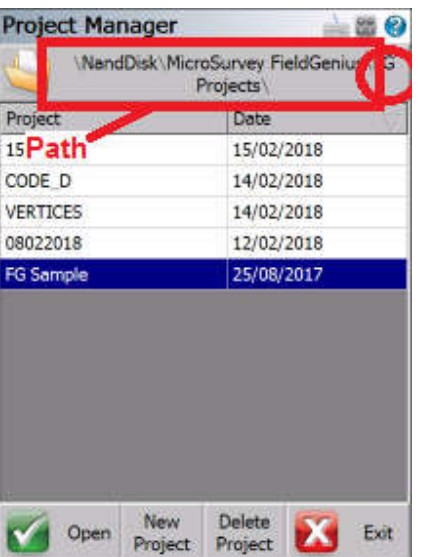 Project Manager
\NandDisk\MicroSurvey FieldGenius\ G
Projects\
Project Date
15 Path 15/02/2018
CODE_D 14/02/2018
VERTICES 14/02/2018
08022018 12/02/2018
FG Sample 25/08/2017
Open New Project Delete Project Exit